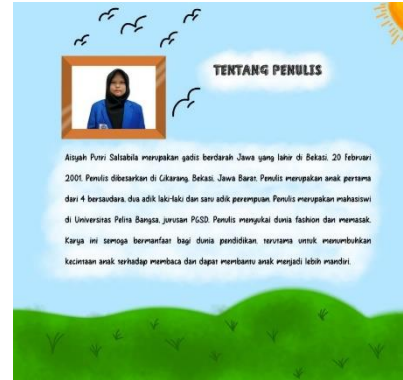 TENTANG PENULIS
Aisyah Putri Salsabila merupakan gadis berdarah Jawa yang lahir di Bekasi, 20 Februari
2001. Penulis dibesarkan di Cikarang, Bekasi, Jawa Barat. Penulis merupakan anak pertama
dari 4 bersaudara, dua adik laki-laki dan satu adik perempuan. Penulis merupakan mahasiswi
di Universitas Pelita Bangsa, jurusan PGSD. Penulis menyukai dunia fashion dan memasak.
Karya ini semoga bermanfaat bagi dunia pendidikan, terutama untuk menumbuhkan
kecintaan anak terhadap membaca dan dapat membantu anak menjadi lebih mandiri.